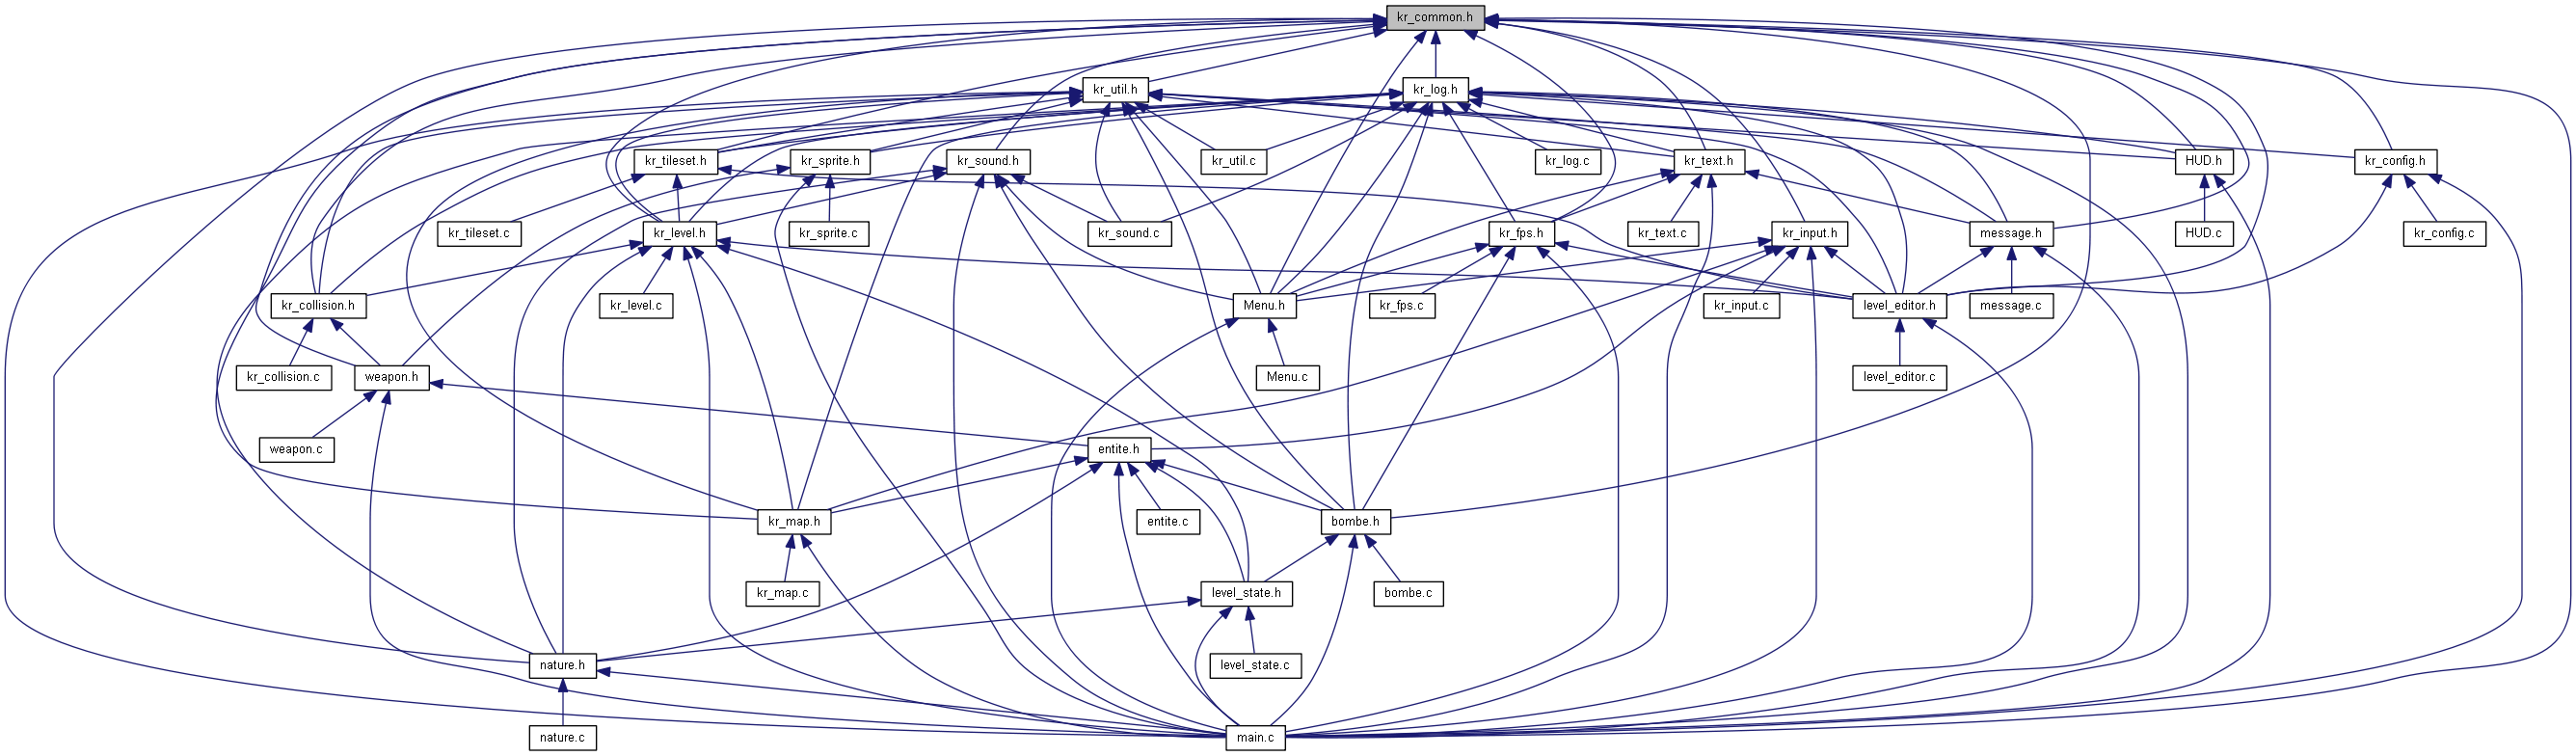 kr_common.h
kr_util.h
kr_log.h
kr_tileset.h
kr_sprite.h
kr_sound.h
kr_util.c
kr_log.c
kr_text.h
HUD.h
kr_config.h
kr_tileset.c
kr_level.h
kr_sprite.c
kr_sound.c
kr_fps.h
kr_text.c
kr_input.h
message.h
HUD.c
kr_config.c
kr_collision.h
kr_level.c
Menu.h
kr_fps.c
kr_input.c
level_editor.h
message.c
kr_collision.c
weapon.h
Menu.c
level_editor.c
weapon.c
entite.h
kr_map.h
entite.c
bombe.h
kr_map.c
level_state.h
bombe.c
nature.h
level_state.c
nature.c
main.c